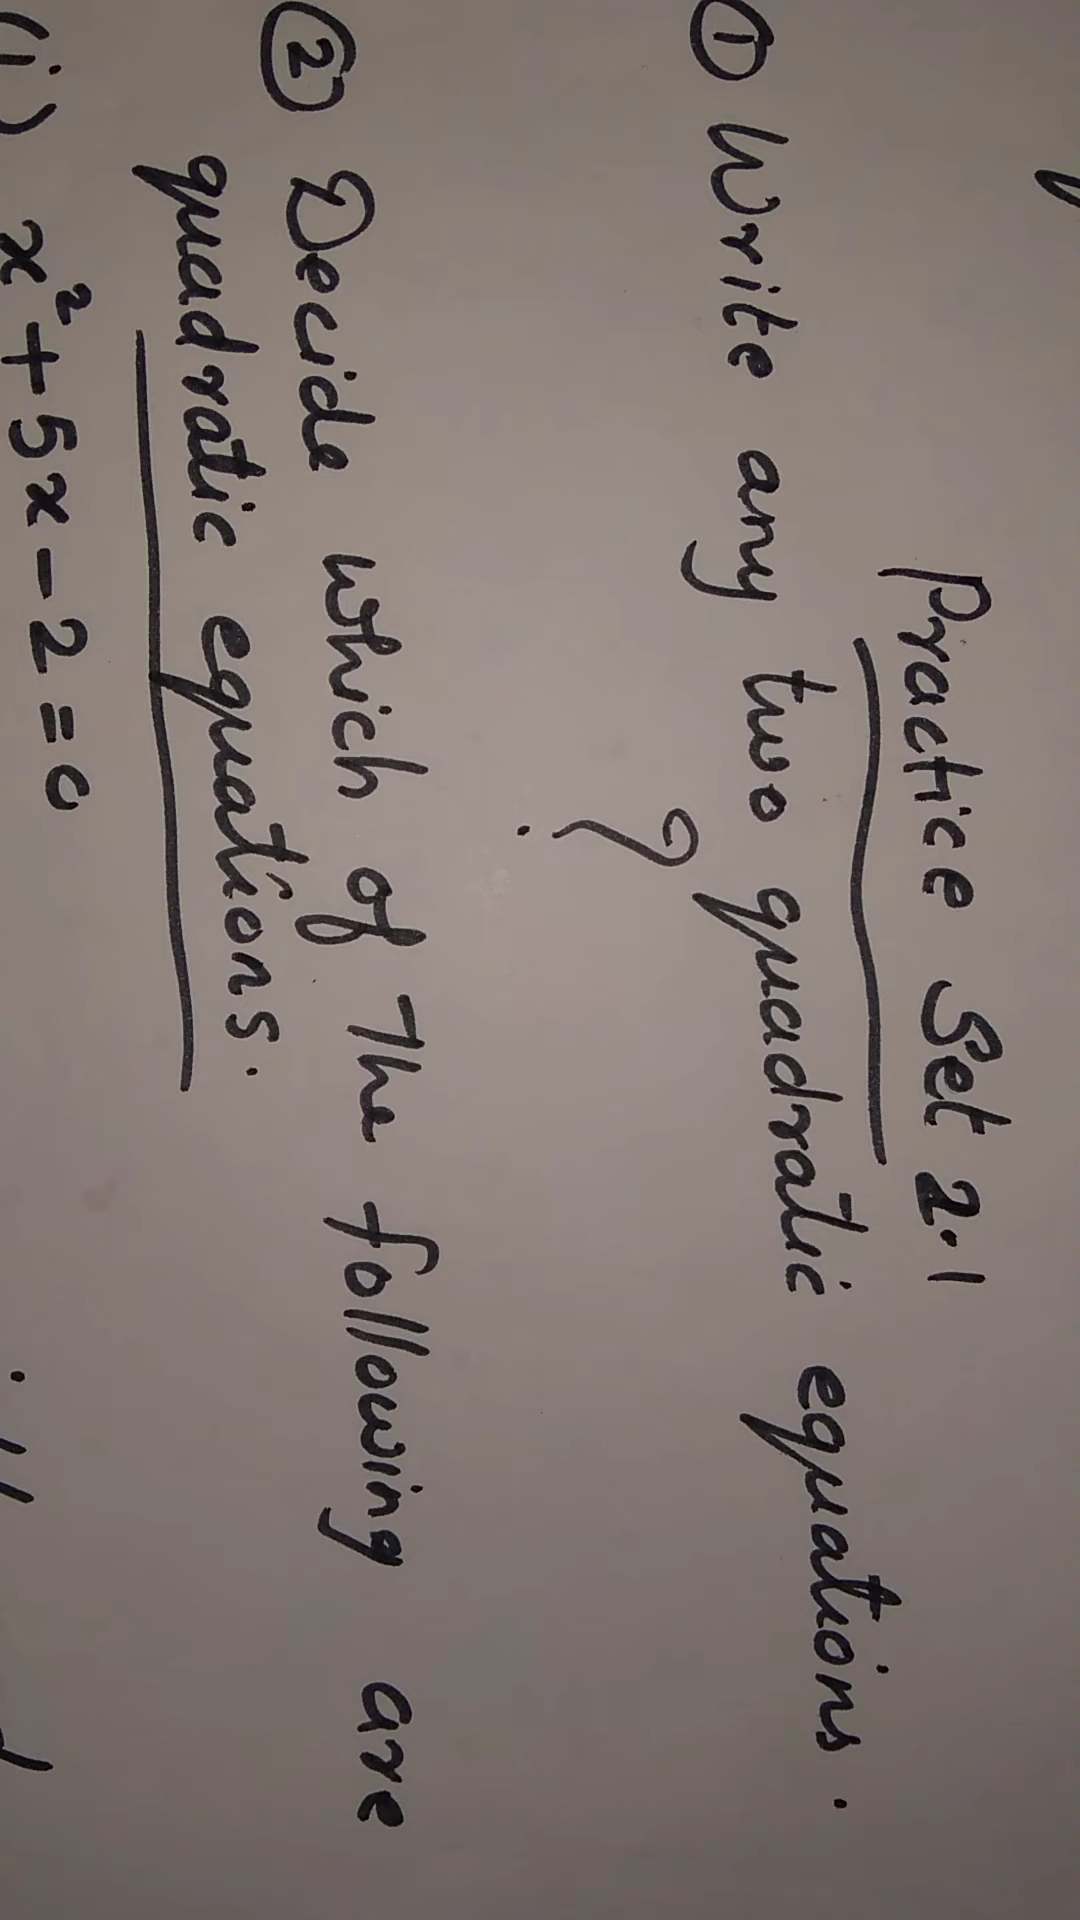 Practice Set 2.1
① Write any two quadratic equations.
?
② Decide which of the following are
quadratic equations.
(i) x²+5x-2=0